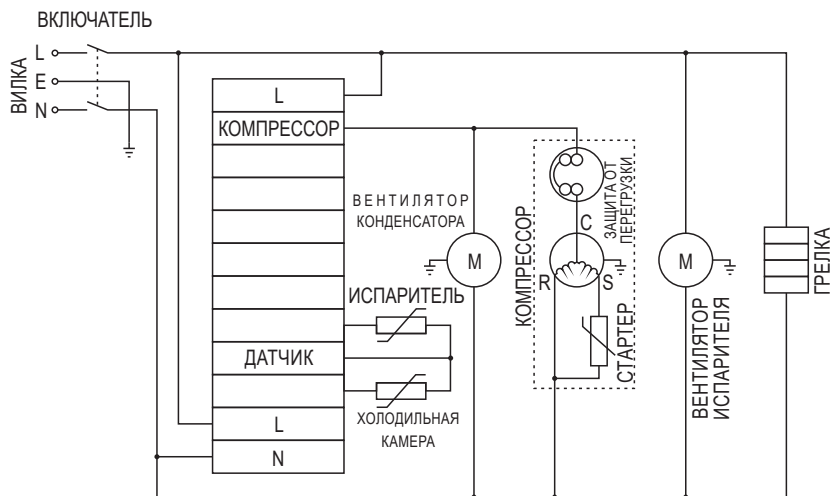 ВКЛЮЧАТЕЛЬ
ВИЛКА
L
E
N
L
КОМПРЕССОР
ВЕНТИЛЯТОР
КОНДЕНСАТОРА
M
ИСПАРИТЕЛЬ
ДАТЧИК
ХОЛОДИЛЬНАЯ
КАМЕРА
L
N
КОМПРЕССОР
ЗАЩИТА ОТ
ПЕРЕГРУЗКИ
C
R
S
СТАРТЕР
M
ВЕНТИЛЯТОР
ИСПАРИТЕЛЯ
ГРЕЛКА